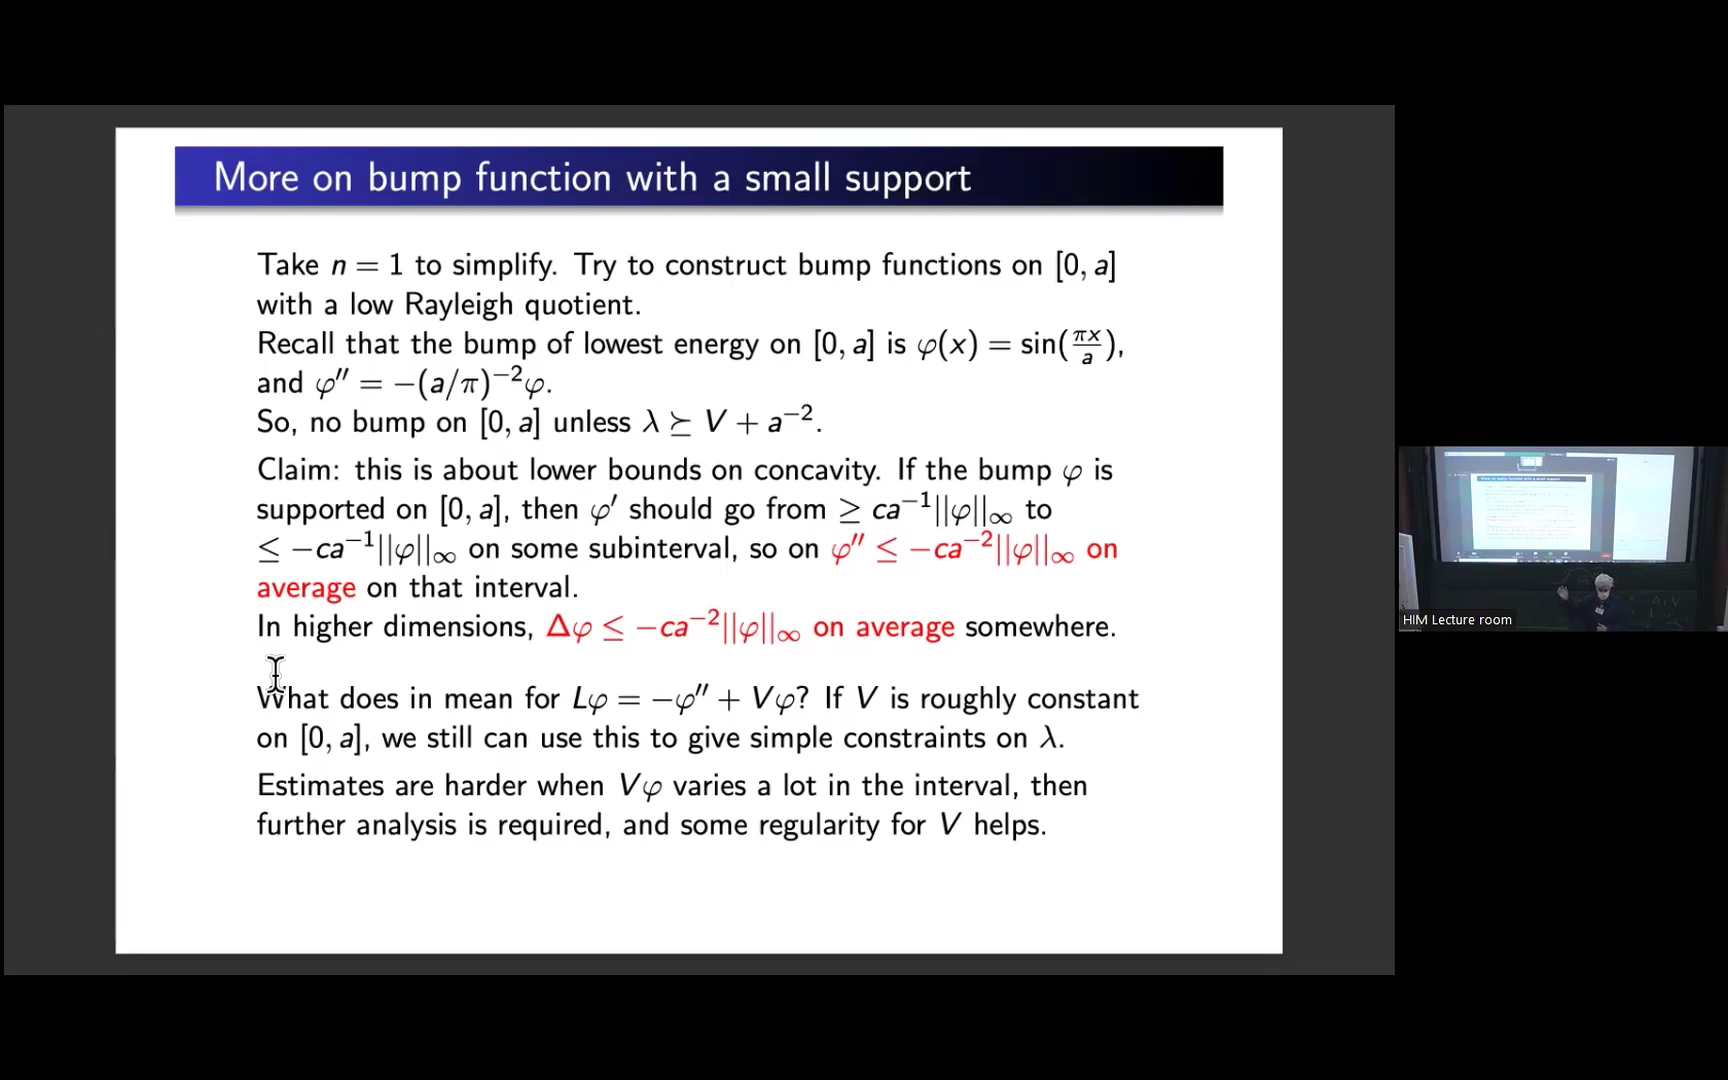 More on bump function with a small support
Take n = 1 to simplify. Try to construct bump functions on [0, a]
with a low Rayleigh quotient.
Recall that the bump of lowest energy on [0, a] is φ(x) = sin(πx/a),
and φ″ = −(a/π)⁻²φ.
So, no bump on [0, a] unless λ ⪰ V + a⁻².
Claim: this is about lower bounds on concavity. If the bump φ is
supported on [0, a], then φ′ should go from ≥ ca⁻¹||φ||∞ to
≤ −ca⁻¹||φ||∞ on some subinterval, so on φ″ ≤ −ca⁻²||φ||∞ on
average on that interval.
In higher dimensions, Δφ ≤ −ca⁻²||φ||∞ on average somewhere.
What does in mean for Lφ = −φ″ + Vφ? If V is roughly constant
on [0, a], we still can use this to give simple constraints on λ.
Estimates are harder when Vφ varies a lot in the interval, then
further analysis is required, and some regularity for V helps.
HIM Lecture room